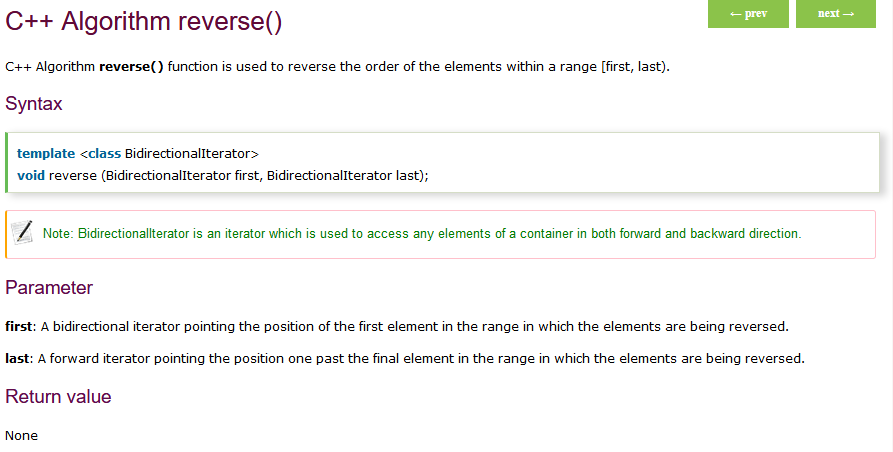 C++ Algorithm reverse()
← prev
next →
C++ Algorithm reverse() function is used to reverse the order of the elements within a range [first, last).
Syntax
template <class BidirectionalIterator>
void reverse (BidirectionalIterator first, BidirectionalIterator last);
Note: BidirectionalIterator is an iterator which is used to access any elements of a container in both forward and backward direction.
Parameter
first: A bidirectional iterator pointing the position of the first element in the range in which the elements are being reversed.
last: A forward iterator pointing the position one past the final element in the range in which the elements are being reversed.
Return value
None